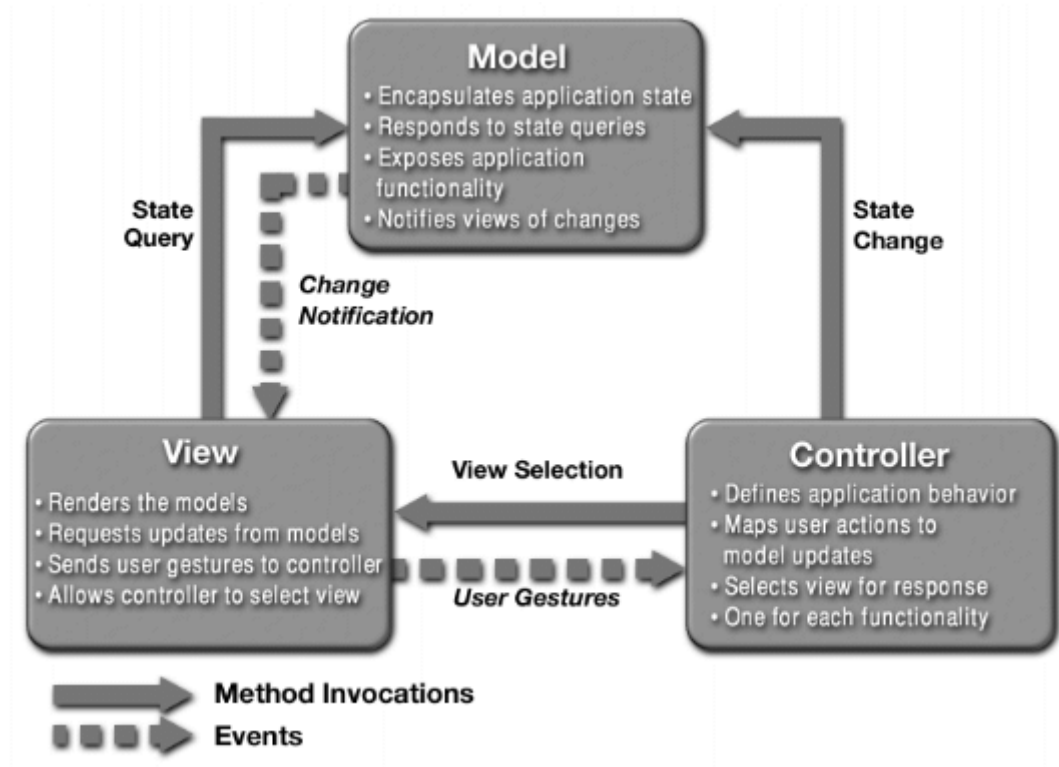 Model
• Encapsulates application state
• Responds to state queries
• Exposes application
functionality
• Notifies views of changes
State
Query
Change
Notification
State
Change
View
• Renders the models
• Requests updates from models
• Sends user gestures to controller
• Allows controller to select view
View Selection
User Gestures
Controller
• Defines application behavior
• Maps user actions to
model updates
• Selects view for response
• One for each functionality
Method Invocations
Events